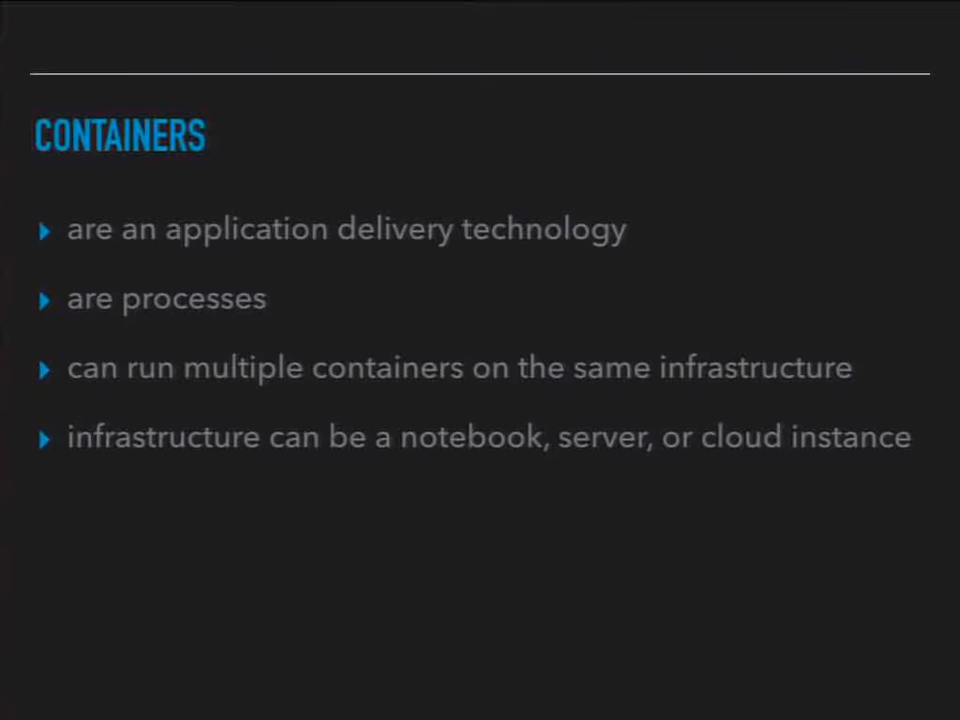 CONTAINERS
are an application delivery technology
are processes
can run multiple containers on the same infrastructure
infrastructure can be a notebook, server, or cloud instance